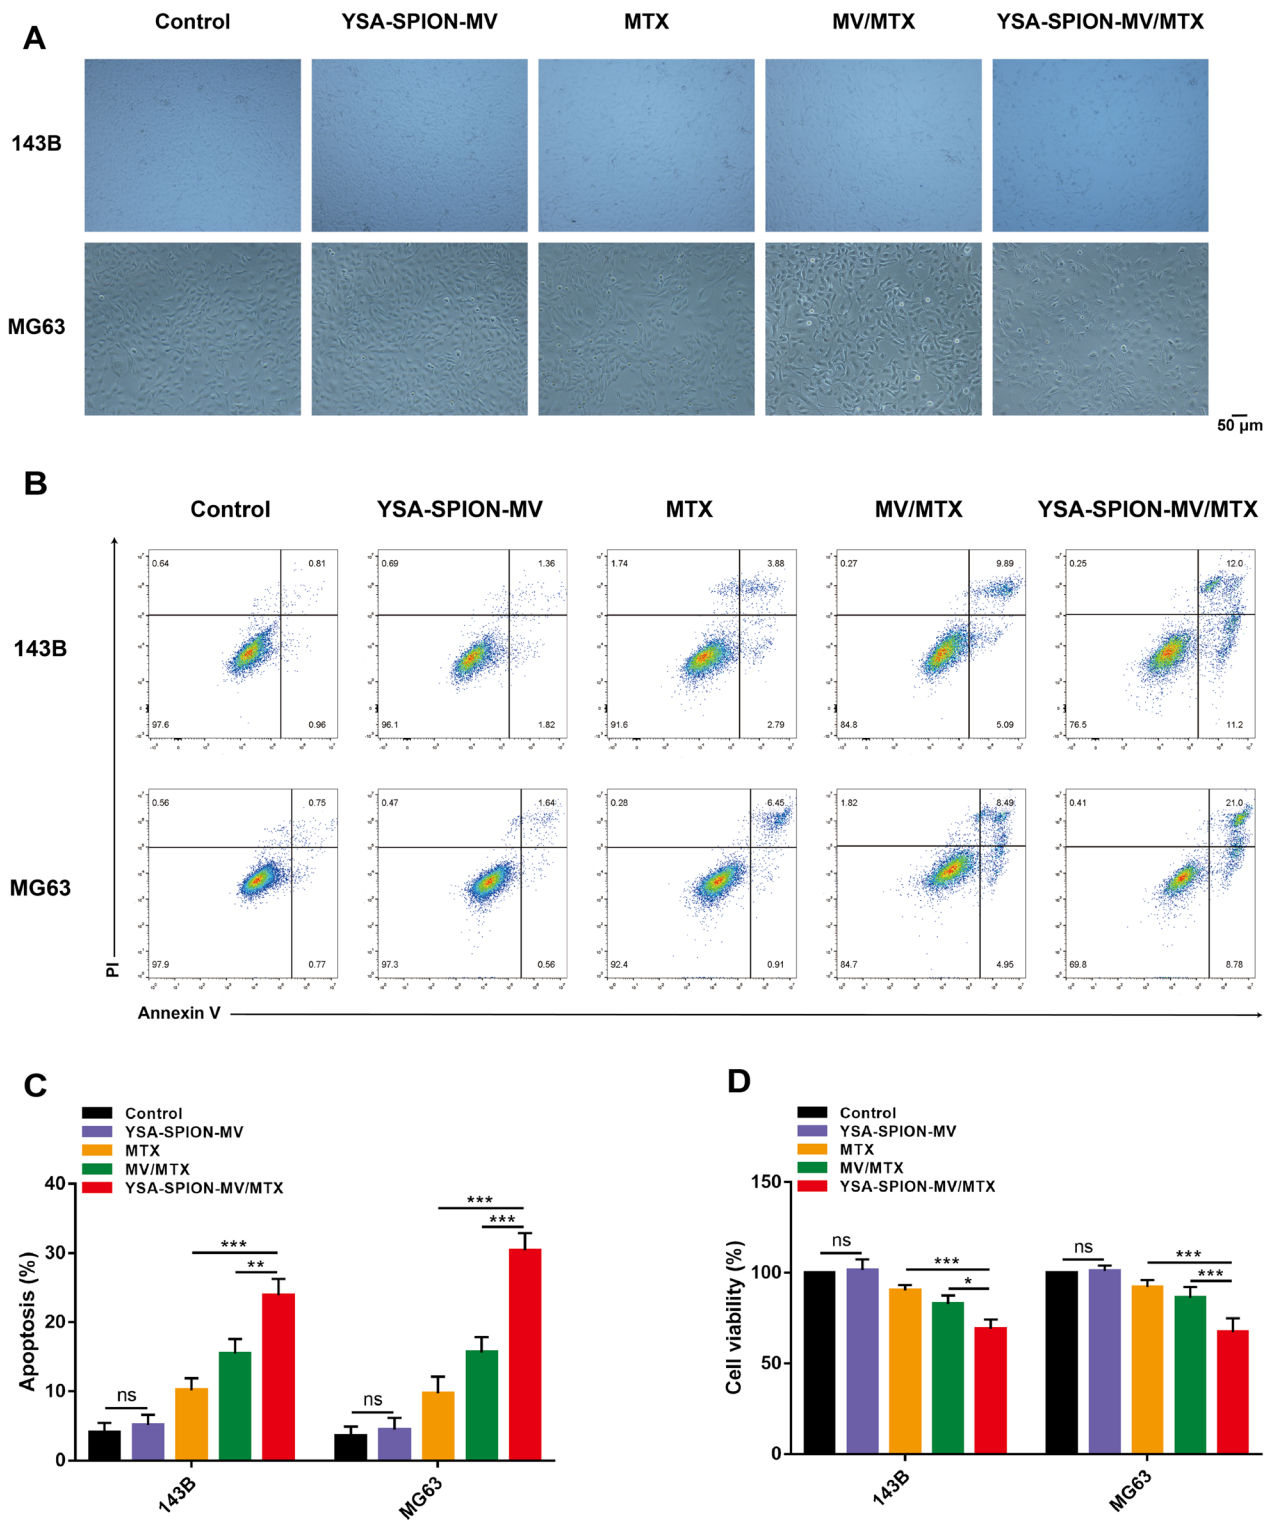 A
Control YSA-SPION-MV MTX MV/MTX YSA-SPION-MV/MTX
143B
MG63
50 μm
B
Control YSA-SPION-MV MTX MV/MTX YSA-SPION-MV/MTX
143B
0.64 0.81 0.69 1.36 1.74 3.88 0.27 9.89 0.25 12.0
97.6 0.96 96.1 1.82 91.6 2.79 84.8 5.09 76.5 11.2
MG63
0.56 0.75 0.47 1.64 0.28 6.45 1.82 8.49 0.41 21.0
97.9 0.77 97.3 0.56 92.4 0.91 84.7 4.95 69.8 8.78
PI
Annexin V
C
Control
YSA-SPION-MV
MTX
MV/MTX
YSA-SPION-MV/MTX
Apoptosis (%)
40
30
20
10
0
ns
***
**
ns
***
***
143B
MG63
D
Control
YSA-SPION-MV
MTX
MV/MTX
YSA-SPION-MV/MTX
Cell viability (%)
150
100
50
0
ns
***
*
ns
***
***
143B
MG63